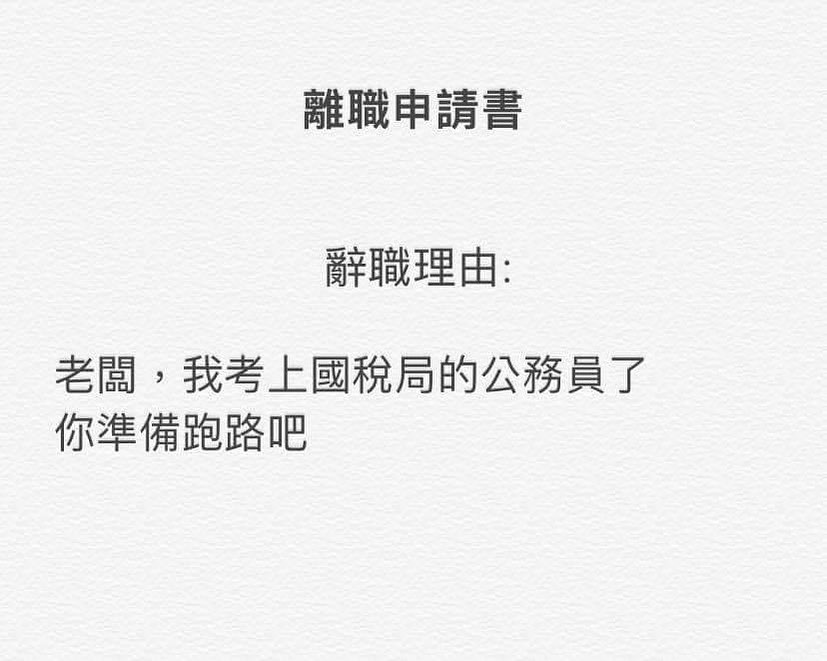 離職申請書
辭職理由:
老闆，我考上國稅局的公務員了
你準備跑路吧